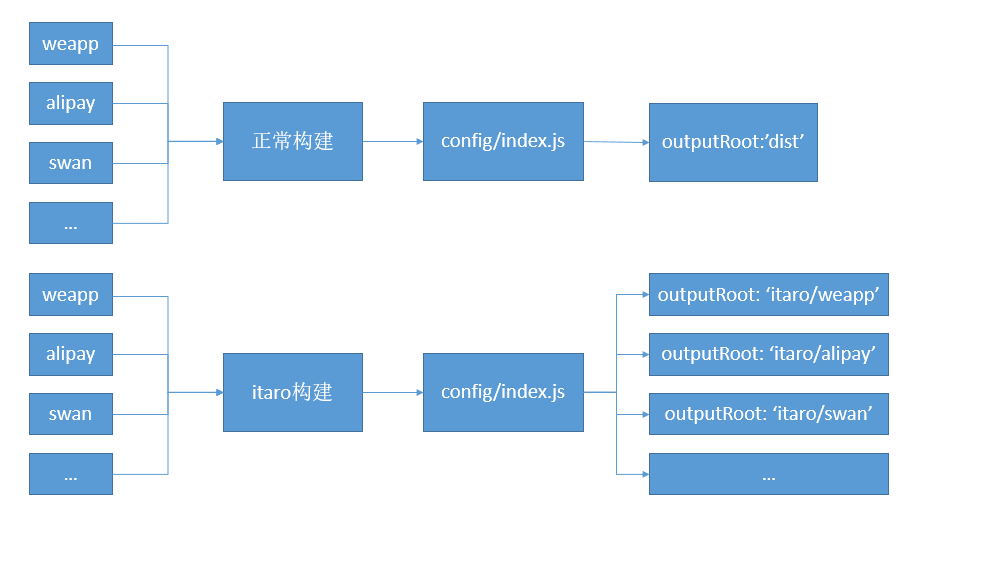 weapp
alipay
swan
...
正常构建
config/index.js
outputRoot:’dist’
weapp
alipay
swan
...
itaro构建
config/index.js
outputRoot: ‘itaro/weapp’
outputRoot: ‘itaro/alipay’
outputRoot: ‘itaro/swan’
...